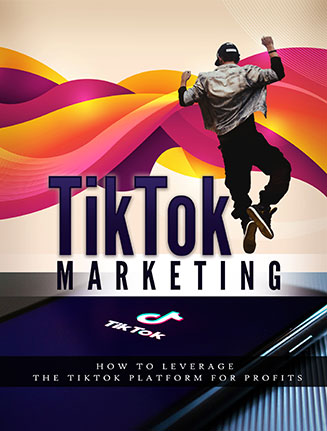 TikTok
MARKETING
TikTok
HOW TO LEVERAGE
THE TIKTOK PLATFORM FOR PROFITS